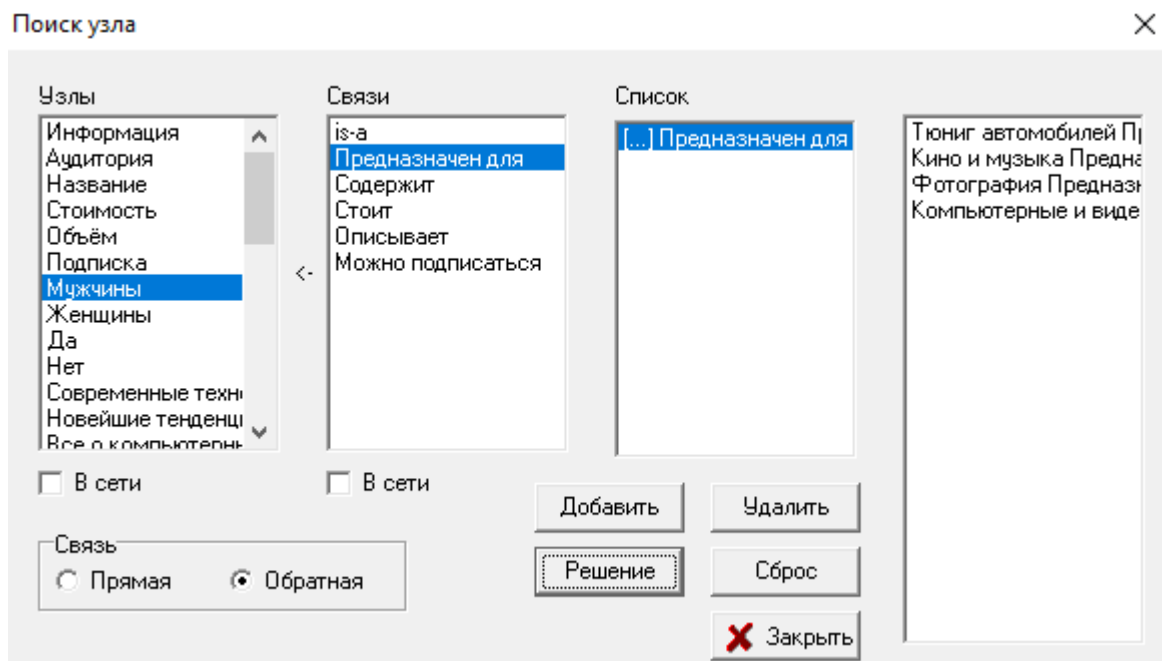 Поиск узла
Узлы
Информация
Аудитория
Название
Стоимость
Объём
Подписка
Мужчины
Женщины
Да
Нет
Современные техн
Новейшие тенденц
Все о компьютерн
В сети
<-
Связи
is-a
Предназначен для
Содержит
Стоит
Описывает
Можно подписаться
В сети
Список
[...] Предназначен для
Тюниг автомобилей П
Кино и музыка Предна
Фотография Предназн
Компьютерные и виде
Связь
Прямая
Обратная
Добавить
Удалить
Решение
Сброс
Закрыть